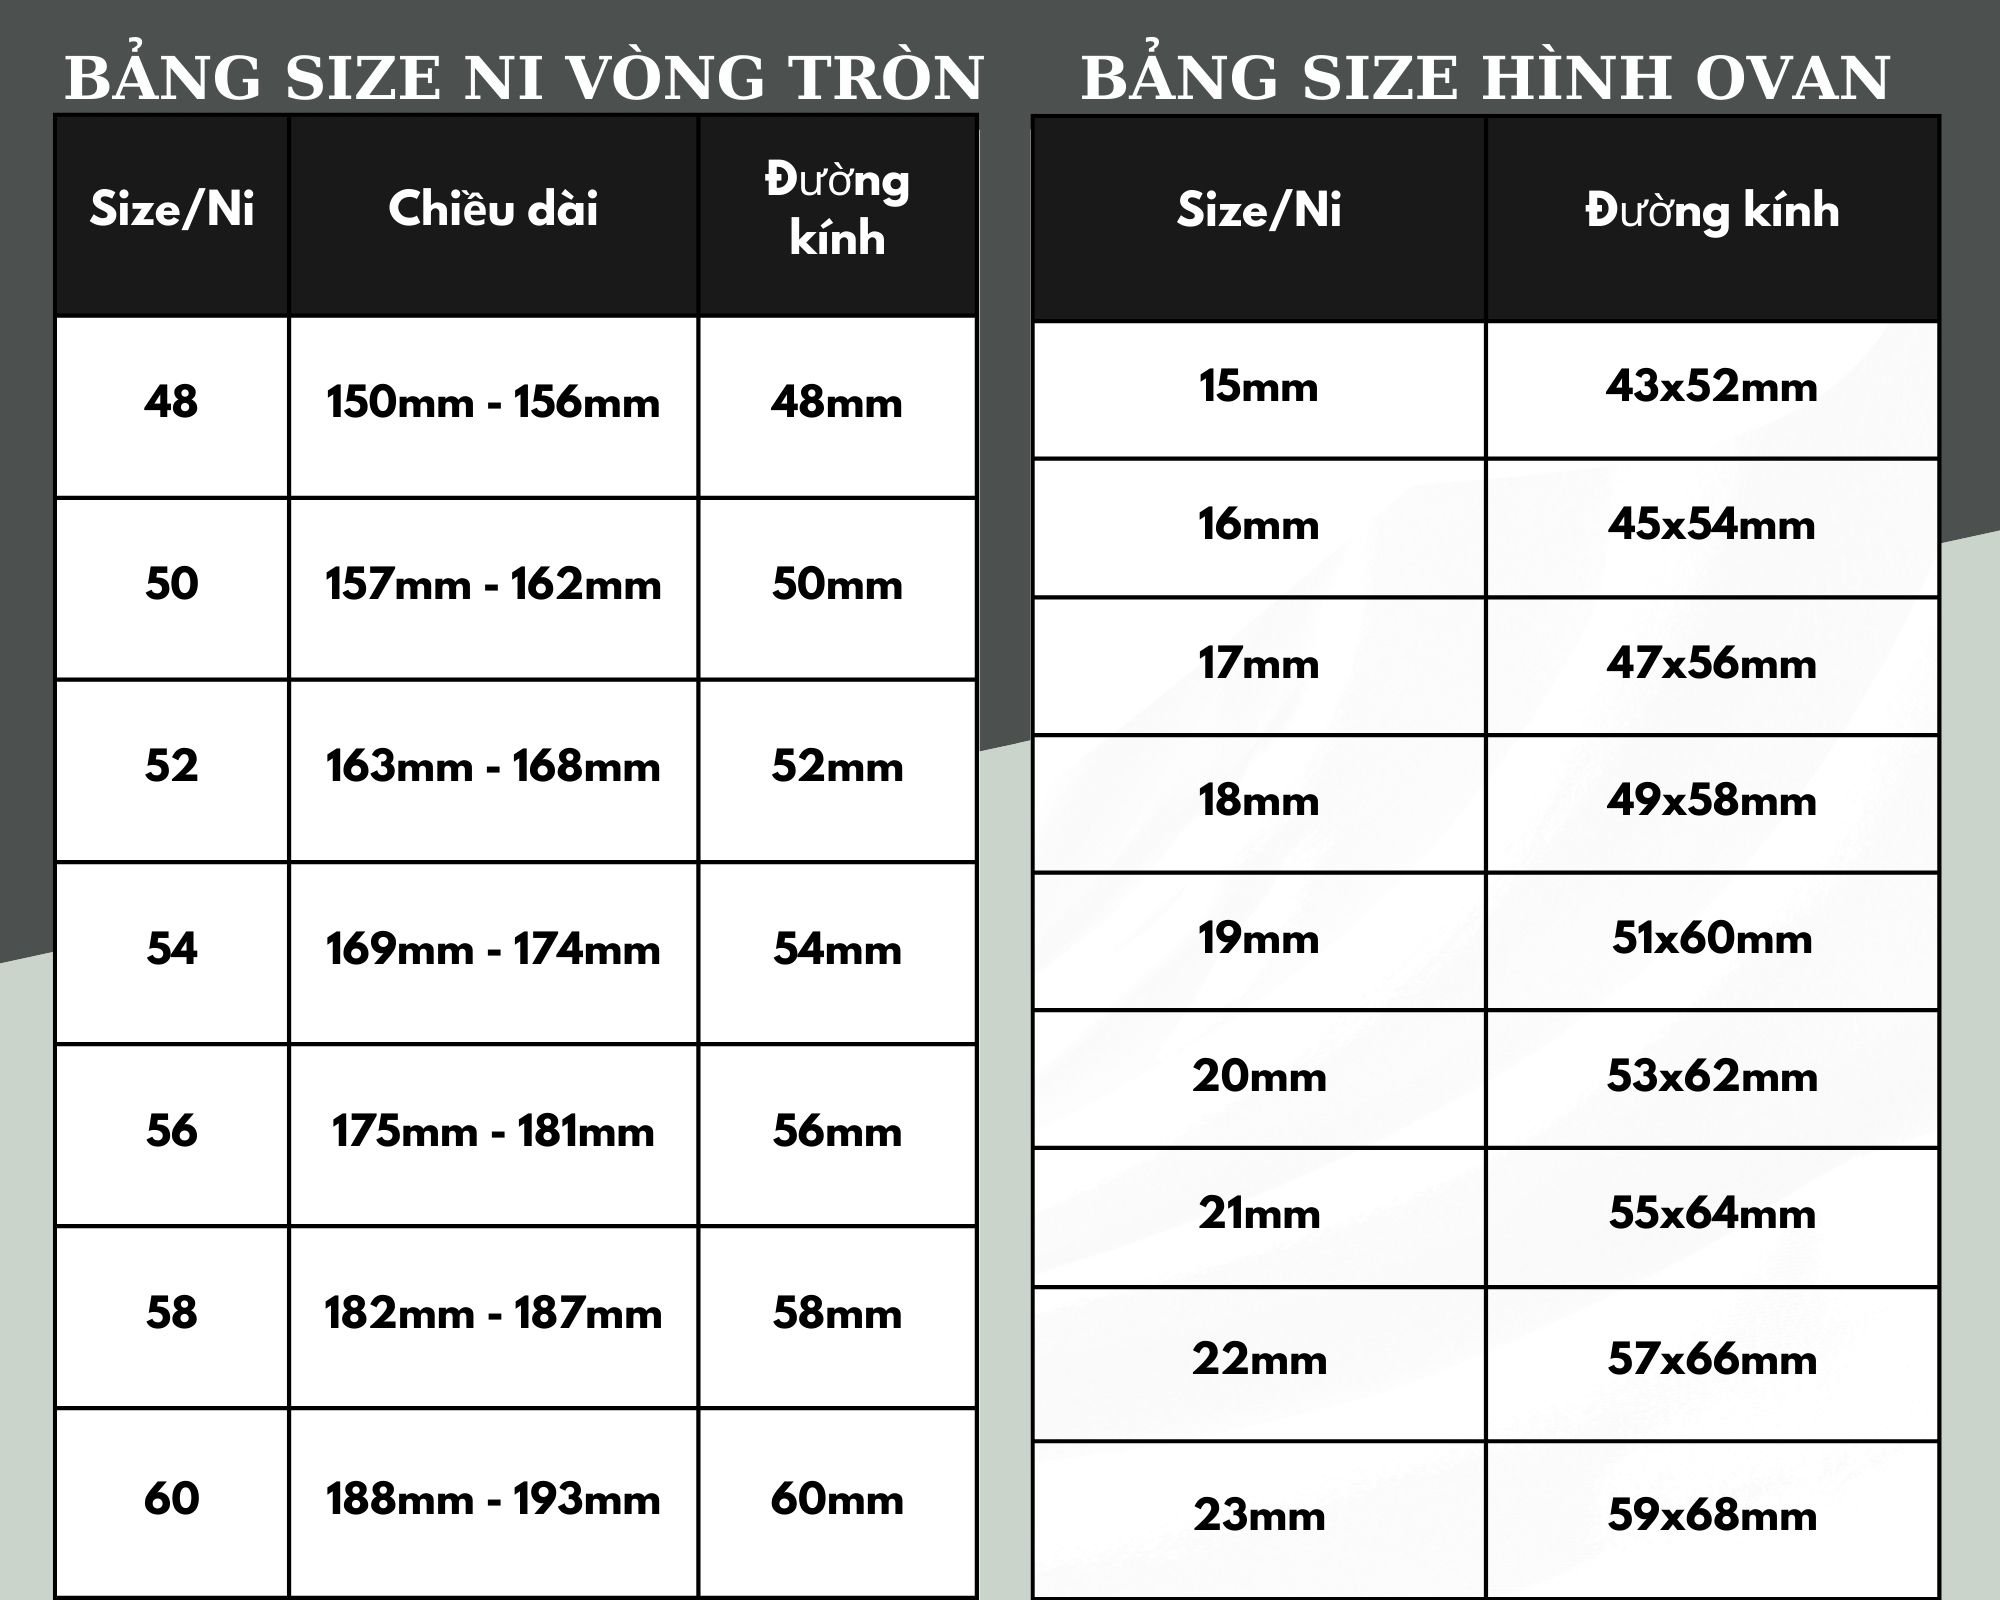 BẢNG SIZE NI VÒNG TRÒN
Size/Ni Chiều dài Đường kính
48 150mm - 156mm 48mm
50 157mm - 162mm 50mm
52 163mm - 168mm 52mm
54 169mm - 174mm 54mm
56 175mm - 181mm 56mm
58 182mm - 187mm 58mm
60 188mm - 193mm 60mm
BẢNG SIZE HÌNH OVAN
Size/Ni Đường kính
15mm 43x52mm
16mm 45x54mm
17mm 47x56mm
18mm 49x58mm
19mm 51x60mm
20mm 53x62mm
21mm 55x64mm
22mm 57x66mm
23mm 59x68mm